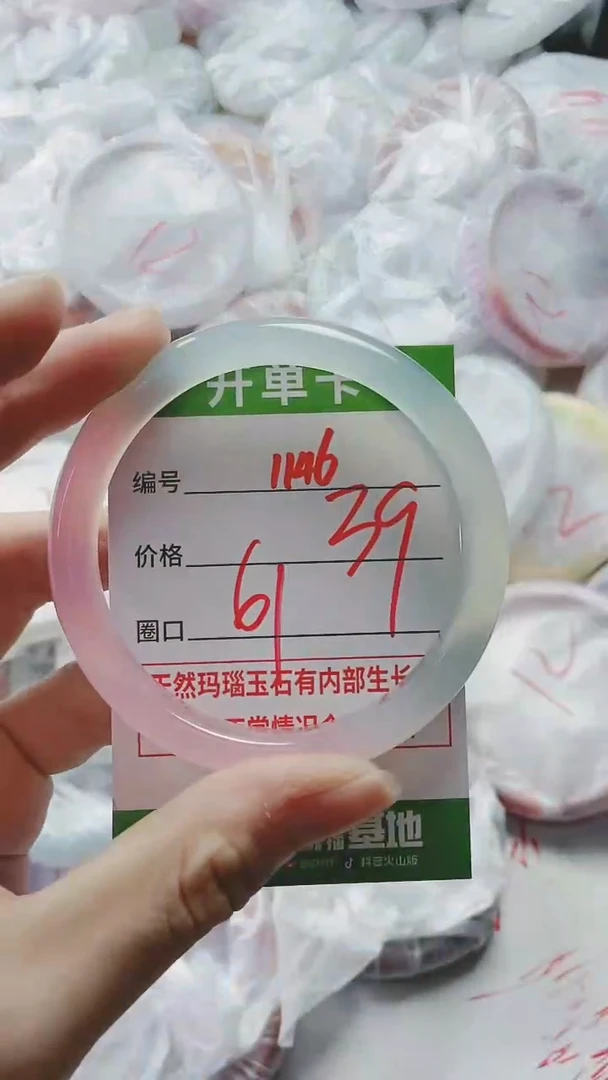 开单卡
编号 1146
价格 39
圈口 61
天然玛瑙玉石有内部生长
正常情况
基地
抖音火山版